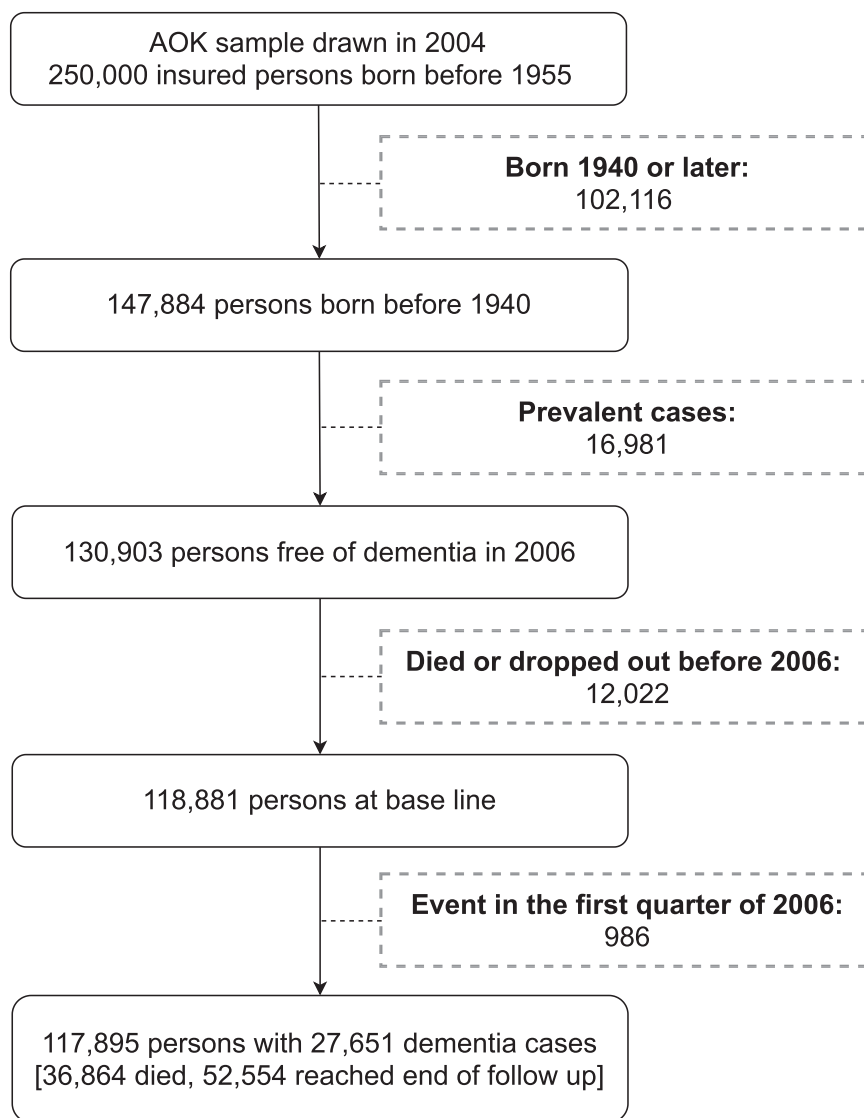 AOK sample drawn in 2004
250,000 insured persons born before 1955
Born 1940 or later:
102,116
147,884 persons born before 1940
Prevalent cases:
16,981
130,903 persons free of dementia in 2006
Died or dropped out before 2006:
12,022
118,881 persons at base line
Event in the first quarter of 2006:
986
117,895 persons with 27,651 dementia cases
[36,864 died, 52,554 reached end of follow up]